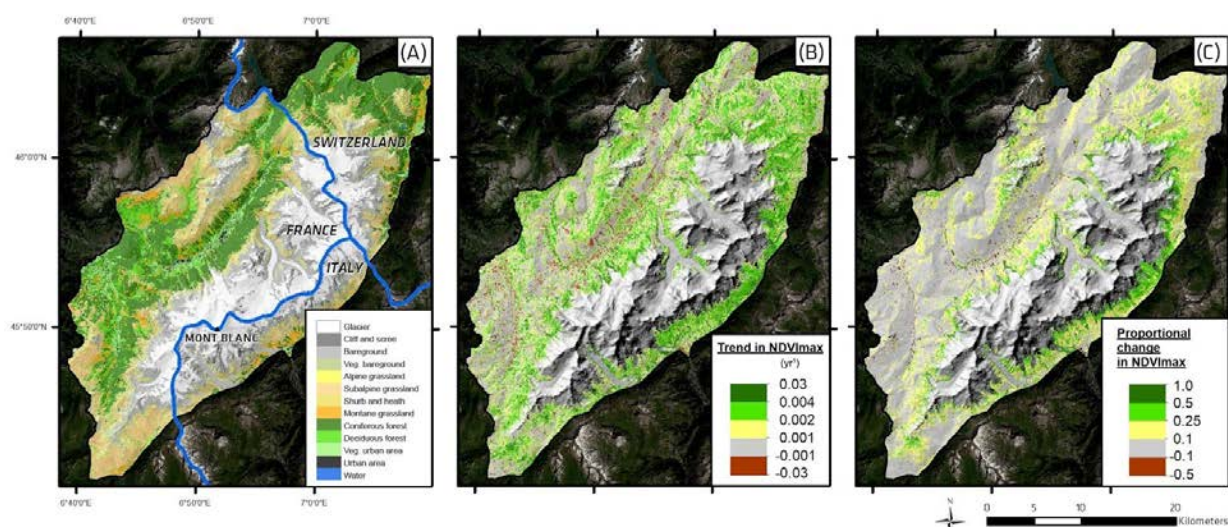 6°40'0"E 6°50'0"E 7°0'0"E
(A)
46°0'0"N
45°50'0"N
SWITZERLAND
FRANCE
ITALY
MONT BLANC
Glacier
Cliff and scree
Bareground
Veg. bareground
Alpine grassland
Subalpine grassland
Shurb and heath
Montane grassland
Coniferous forest
Deciduous forest
Veg. urban area
Urban area
Water
6°40'0"E 6°50'0"E 7°0'0"E
(B)
Trend in NDVImax
0.03
0.004
0.002
0.001
-0.001
-0.03
(C)
Proportional
change
in NDVImax
1.0
0.5
0.25
0.1
-0.1
-0.5
N
0 5 10 20
Kilometers